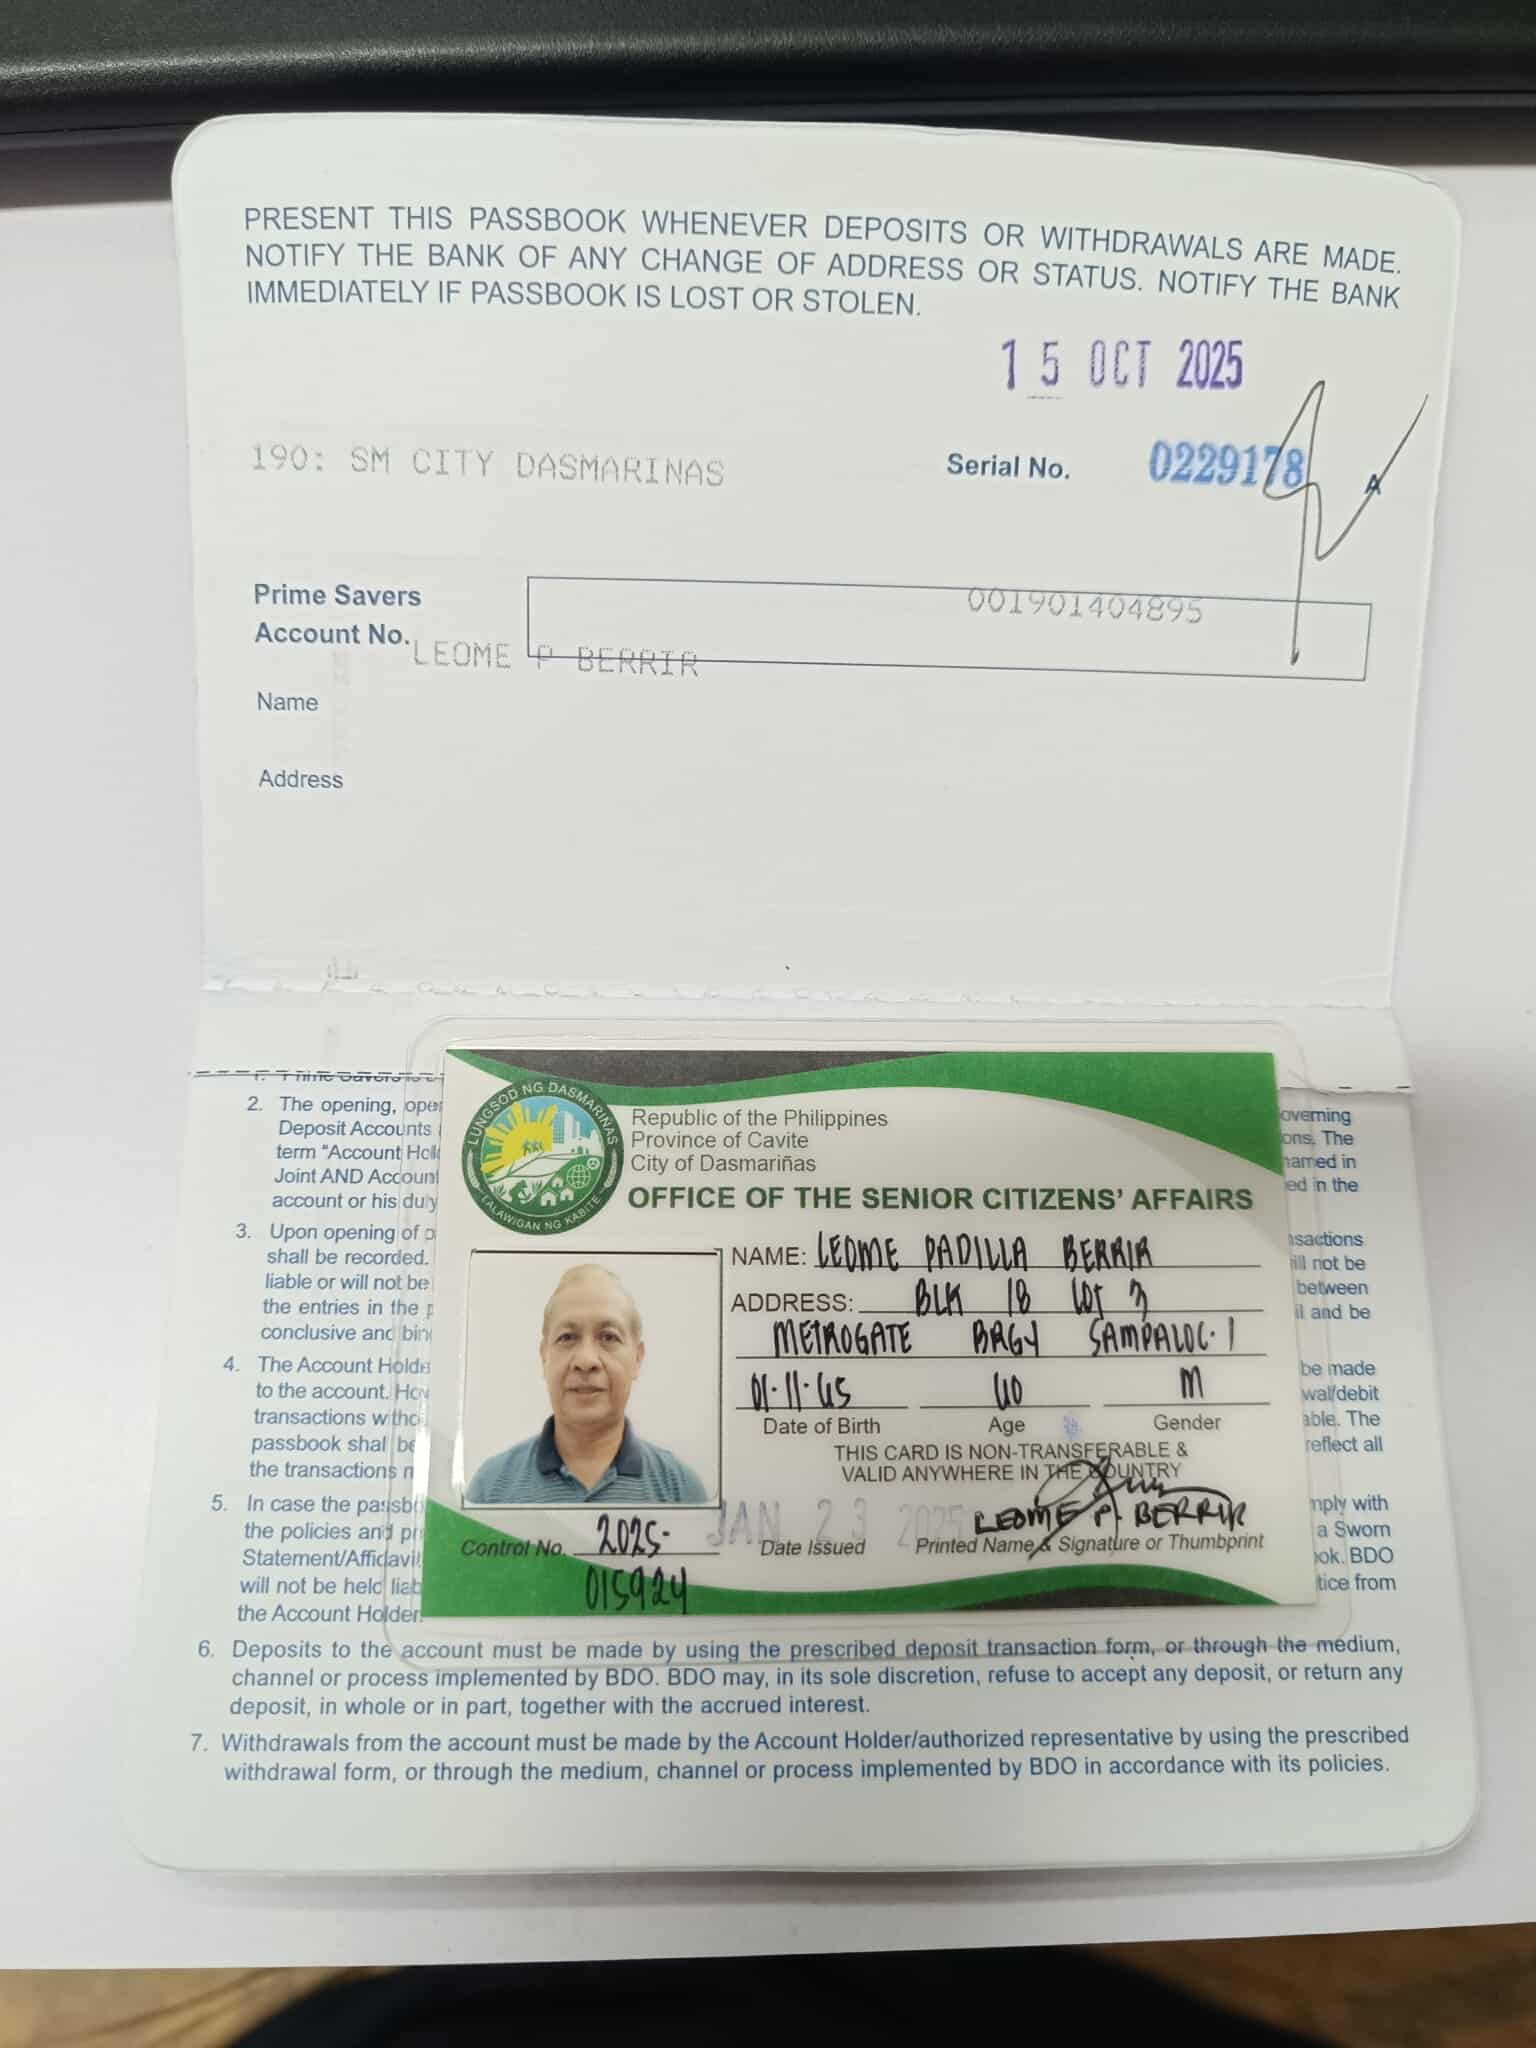 PRESENT THIS PASSBOOK WHENEVER DEPOSITS OR WITHDRAWALS ARE MADE.
NOTIFY THE BANK OF ANY CHANGE OF ADDRESS OR STATUS. NOTIFY THE BANK
IMMEDIATELY IF PASSBOOK IS LOST OR STOLEN.
15 OCT 2025
190: SM CITY DASMARINAS
Serial No. 0229178 A
Prime Savers
Account No. 001901404895
LEOME P BERRIR
Name
Address
LUNGSOD NG DASMARIÑAS
LALAWIGAN NG KABITE
Republic of the Philippines
Province of Cavite
City of Dasmariñas
OFFICE OF THE SENIOR CITIZENS' AFFAIRS
NAME: LEOME PADILLA BERRIR
ADDRESS: BLK 18 LOT 3
METROGATE BRGY SAMPALOC-1
01-11-65 60 M
Date of Birth Age Gender
THIS CARD IS NON-TRANSFERABLE &
VALID ANYWHERE IN THE COUNTRY
JAN 23 2025
LEOME P. BERRIR
Control No. 2025- Date Issued Printed Name & Signature or Thumbprint
015924
1. Prime Savers is
2. The opening, overning
Deposit Accounts ons. The
term "Account named in
Joint AND in the
account or his duty
3. Upon opening of
shall be recorded. will not be
liable or will not be between
the entries in the and be
conclusive and
4. The Account be made
to the account. debit
transactions The
passbook shall be reflect all
the transactions
5. In case the with
the policies and a Sworn
BDO
will not be held from
the Account Holder.
6. Deposits to the account must be made by using the prescribed deposit transaction form, or through the medium,
channel or process implemented by BDO. BDO may, in its sole discretion, refuse to accept any deposit, or return any
deposit, in whole or in part, together with the accrued interest.
7. Withdrawals from the account must be made by the Account Holder/authorized representative by using the prescribed
withdrawal form, or through the medium, channel or process implemented by BDO in accordance with its policies.